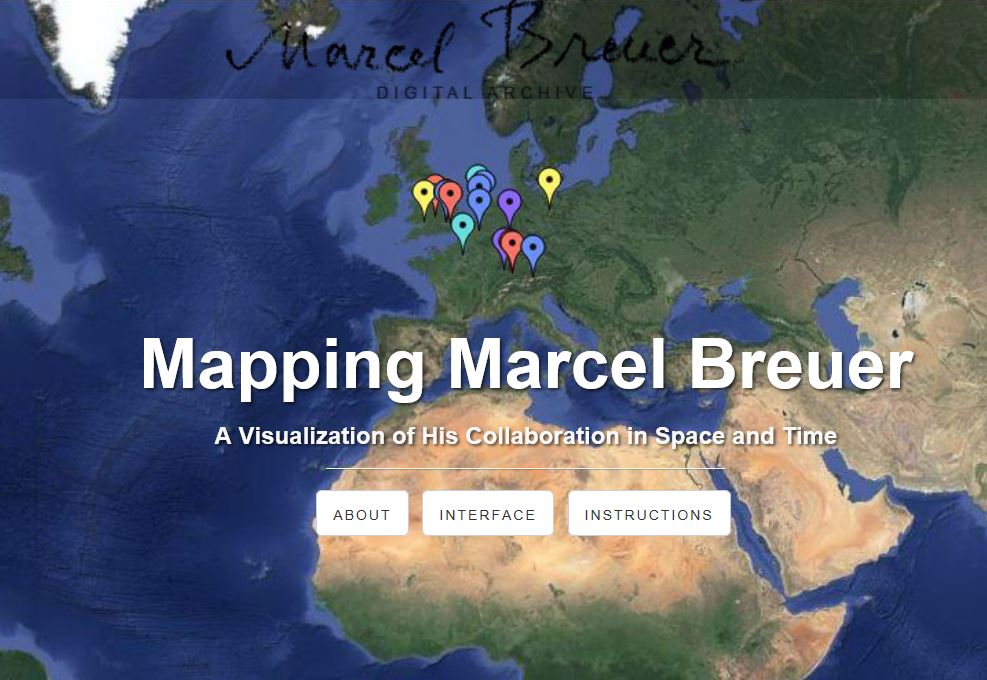 Marcel Breuer
DIGITAL ARCHIVE
Mapping Marcel Breuer
A Visualization of His Collaboration in Space and Time
ABOUT INTERFACE INSTRUCTIONS